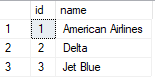 id name
1 1 American Airlines
2 2 Delta
3 3 Jet Blue